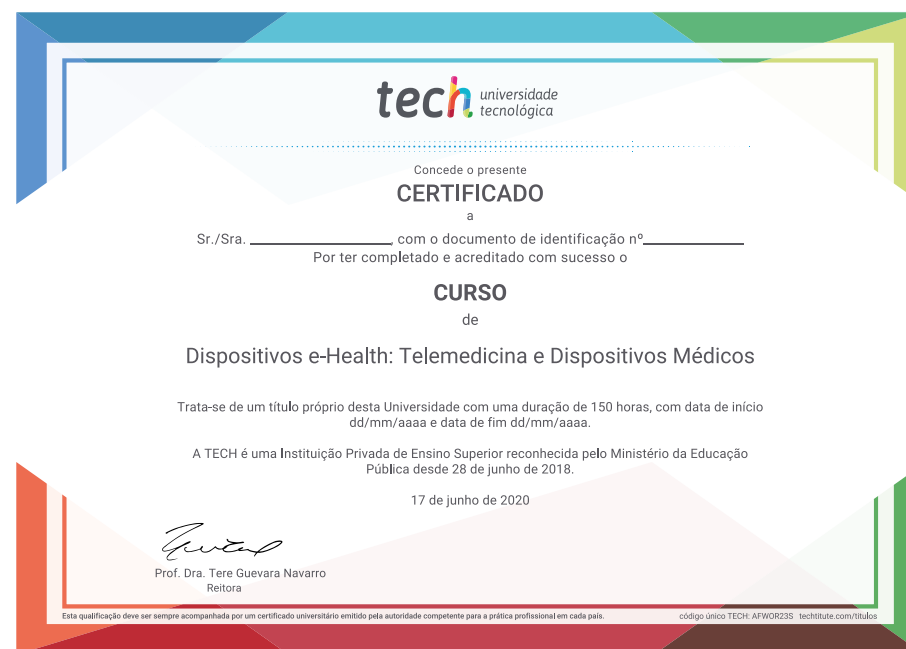 tech universidade
tecnológica
Concede o presente
CERTIFICADO
a
Sr./Sra. ____________________, com o documento de identificação nº______________
Por ter completado e acreditado com sucesso o
CURSO
de
Dispositivos e-Health: Telemedicina e Dispositivos Médicos
Trata-se de um título próprio desta Universidade com uma duração de 150 horas, com data de início
dd/mm/aaaa e data de fim dd/mm/aaaa.
A TECH é uma Instituição Privada de Ensino Superior reconhecida pelo Ministério da Educação
Pública desde 28 de junho de 2018.
17 de junho de 2020
Prof. Dra. Tere Guevara Navarro
Reitora
Esta qualificação deve ser sempre acompanhada por um certificado universitário emitido pela autoridade competente para a prática profissional em cada país.
código único TECH: AFWOR23S techtitute.com/titulos